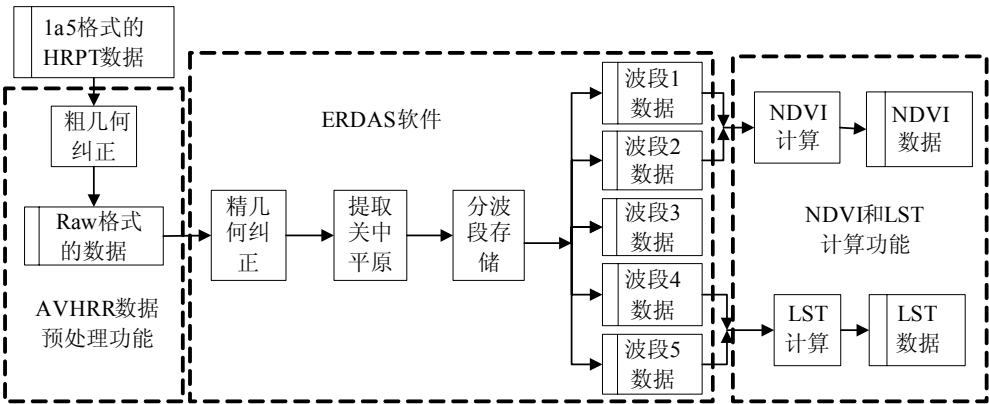 1a5格式的
HRPT数据
粗几何
纠正
Raw格式
的数据
AVHRR数据
预处理功能
ERDAS软件
精几
何纠
正
提取
关中
平原
分波
段存
储
波段1
数据
波段2
数据
波段3
数据
波段4
数据
波段5
数据
NDVI
计算
NDVI
数据
NDVI和LST
计算功能
LST
计算
LST
数据